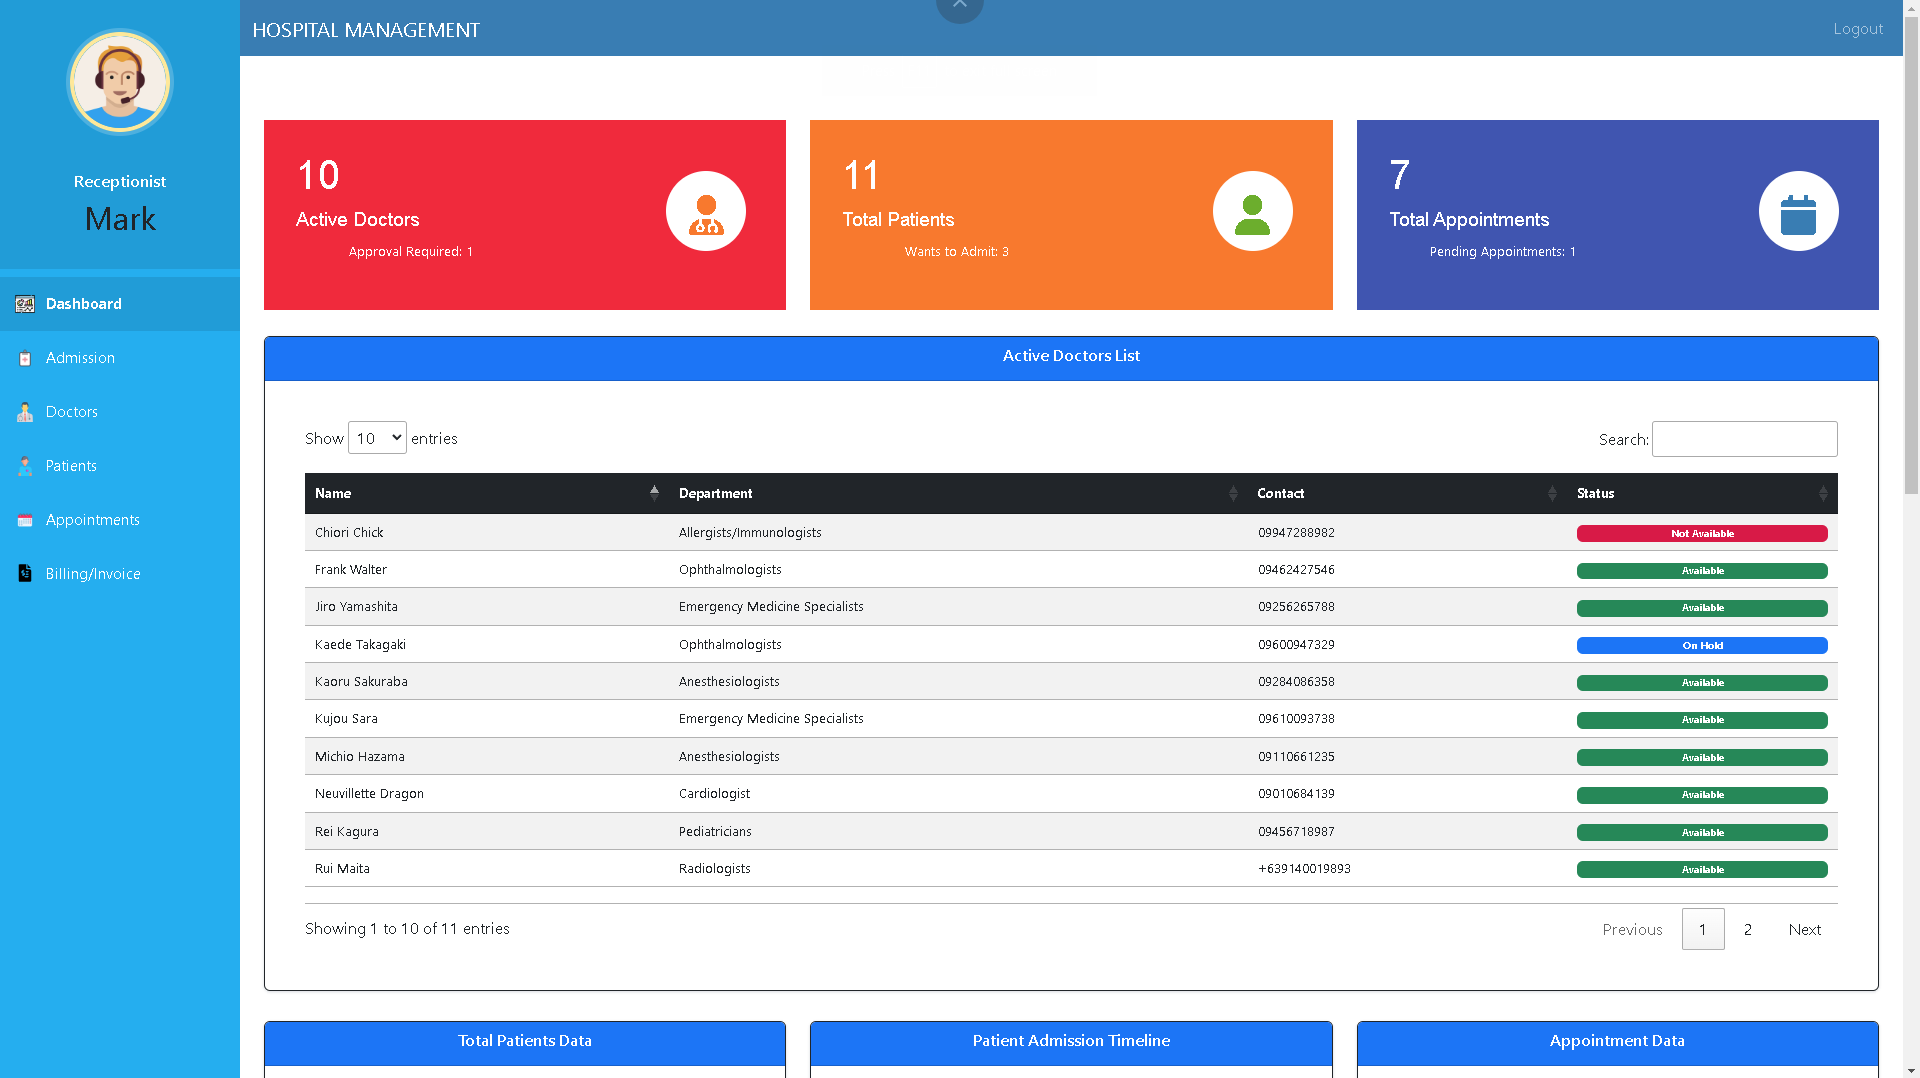 HOSPITAL MANAGEMENT
Logout
Receptionist
Mark
Dashboard
Admission
Doctors
Patients
Appointments
Billing/Invoice
10
Active Doctors
Approval Required: 1
11
Total Patients
Wants to Admit: 3
7
Total Appointments
Pending Appointments: 1
Active Doctors List
Show 10 entries
Search:
Name Department Contact Status
Chiori Chick Allergists/Immunologists 09947288982 Not Available
Frank Walter Ophthalmologists 09462427546 Available
Jiro Yamashita Emergency Medicine Specialists 09256265788 Available
Kaede Takagaki Ophthalmologists 09600947329 On Hold
Kaoru Sakuraba Anesthesiologists 09284086358 Available
Kujou Sara Emergency Medicine Specialists 09610093738 Available
Michio Hazama Anesthesiologists 09110661235 Available
Neuvillette Dragon Cardiologist 09010684139 Available
Rei Kagura Pediatricians 09456718987 Available
Rui Maita Radiologists +639140019893 Available
Showing 1 to 10 of 11 entries
Previous 1 2 Next
Total Patients Data
Patient Admission Timeline
Appointment Data